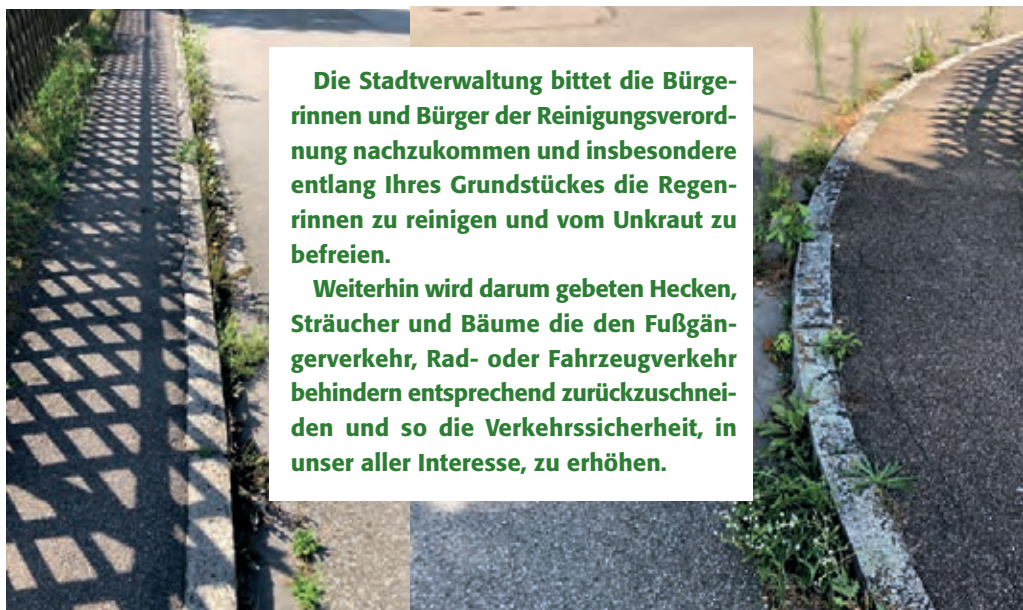 Die Stadtverwaltung bittet die Bürge-
rinnen und Bürger der Reinigungsverord-
nung nachzukommen und insbesondere
entlang Ihres Grundstückes die Regen-
rinnen zu reinigen und vom Unkraut zu
befreien.
Weiterhin wird darum gebeten Hecken,
Sträucher und Bäume die den Fußgän-
gerverkehr, Rad- oder Fahrzeugverkehr
behindern entsprechend zurückzuschnei-
den und so die Verkehrssicherheit, in
unser aller Interesse, zu erhöhen.